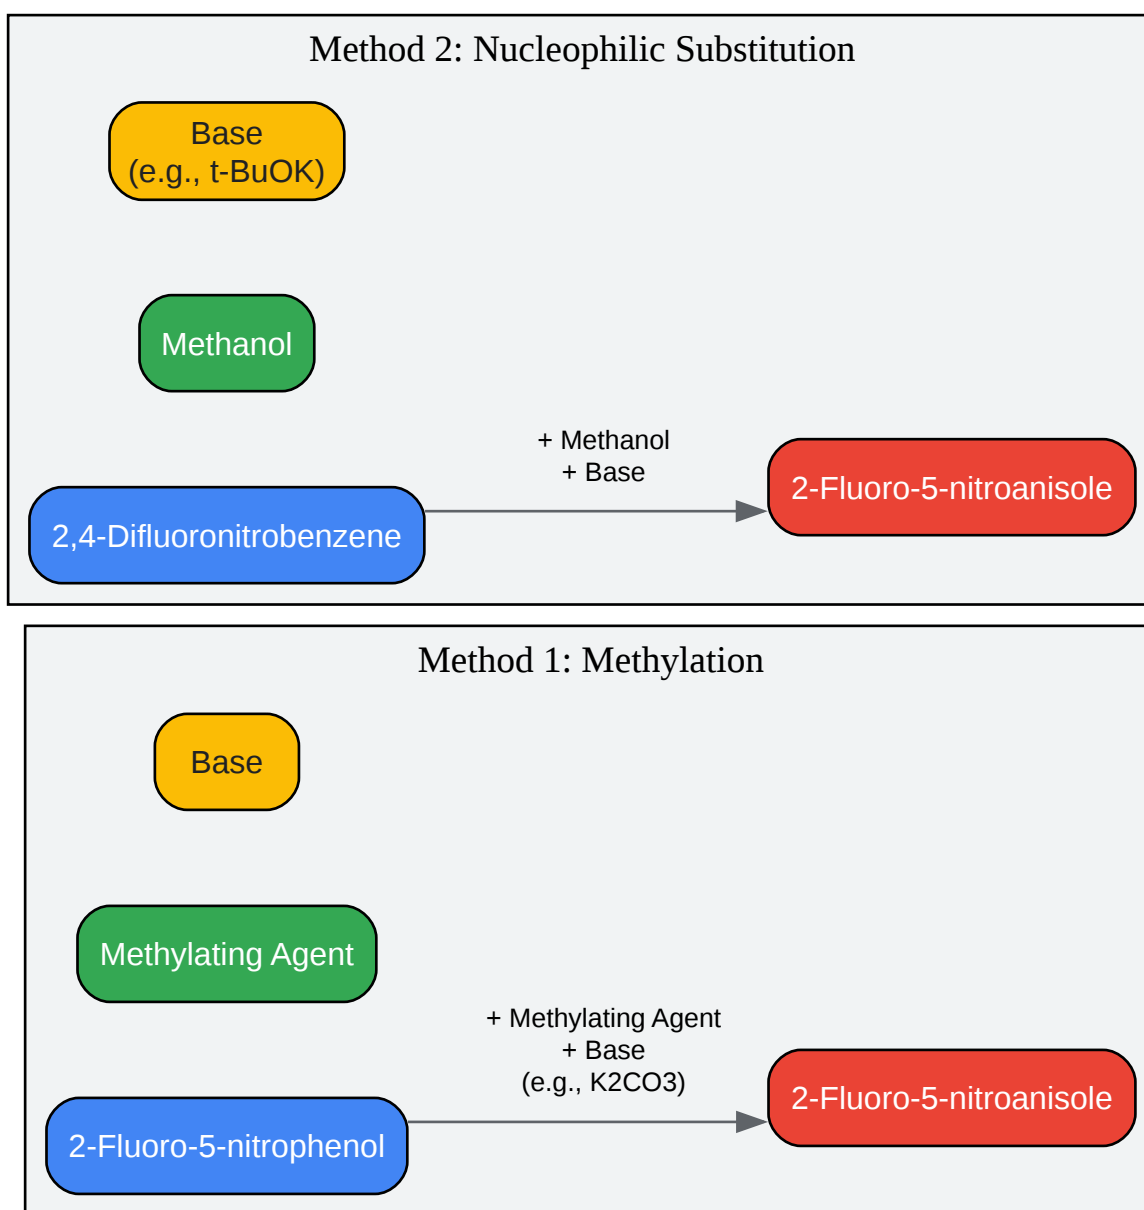 Method 2: Nucleophilic Substitution
Base
(e.g., t-BuOK)
Methanol
+ Methanol
+ Base
2-Fluoro-5-nitroanisole
2,4-Difluoronitrobenzene
Method 1: Methylation
Base
Methylating Agent
+ Methylating Agent
+ Base
(e.g., K2CO3)
2-Fluoro-5-nitroanisole
2-Fluoro-5-nitrophenol